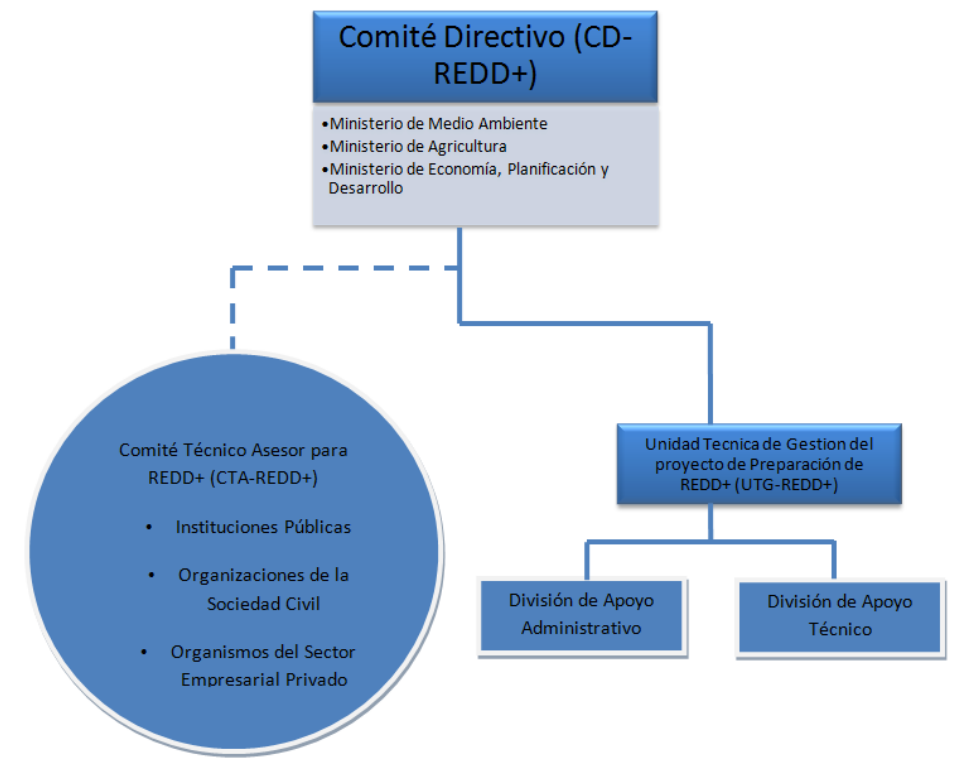 Comité Directivo (CD-
REDD+)
•Ministerio de Medio Ambiente
•Ministerio de Agricultura
•Ministerio de Economía, Planificación y
Desarrollo
Comité Técnico Asesor para
REDD+ (CTA-REDD+)
• Instituciones Públicas
• Organizaciones de la
Sociedad Civil
• Organismos del Sector
Empresarial Privado
Unidad Tecnica de Gestion del
proyecto de Preparación de
REDD+ (UTG-REDD+)
División de Apoyo
Administrativo
División de Apoyo
Técnico